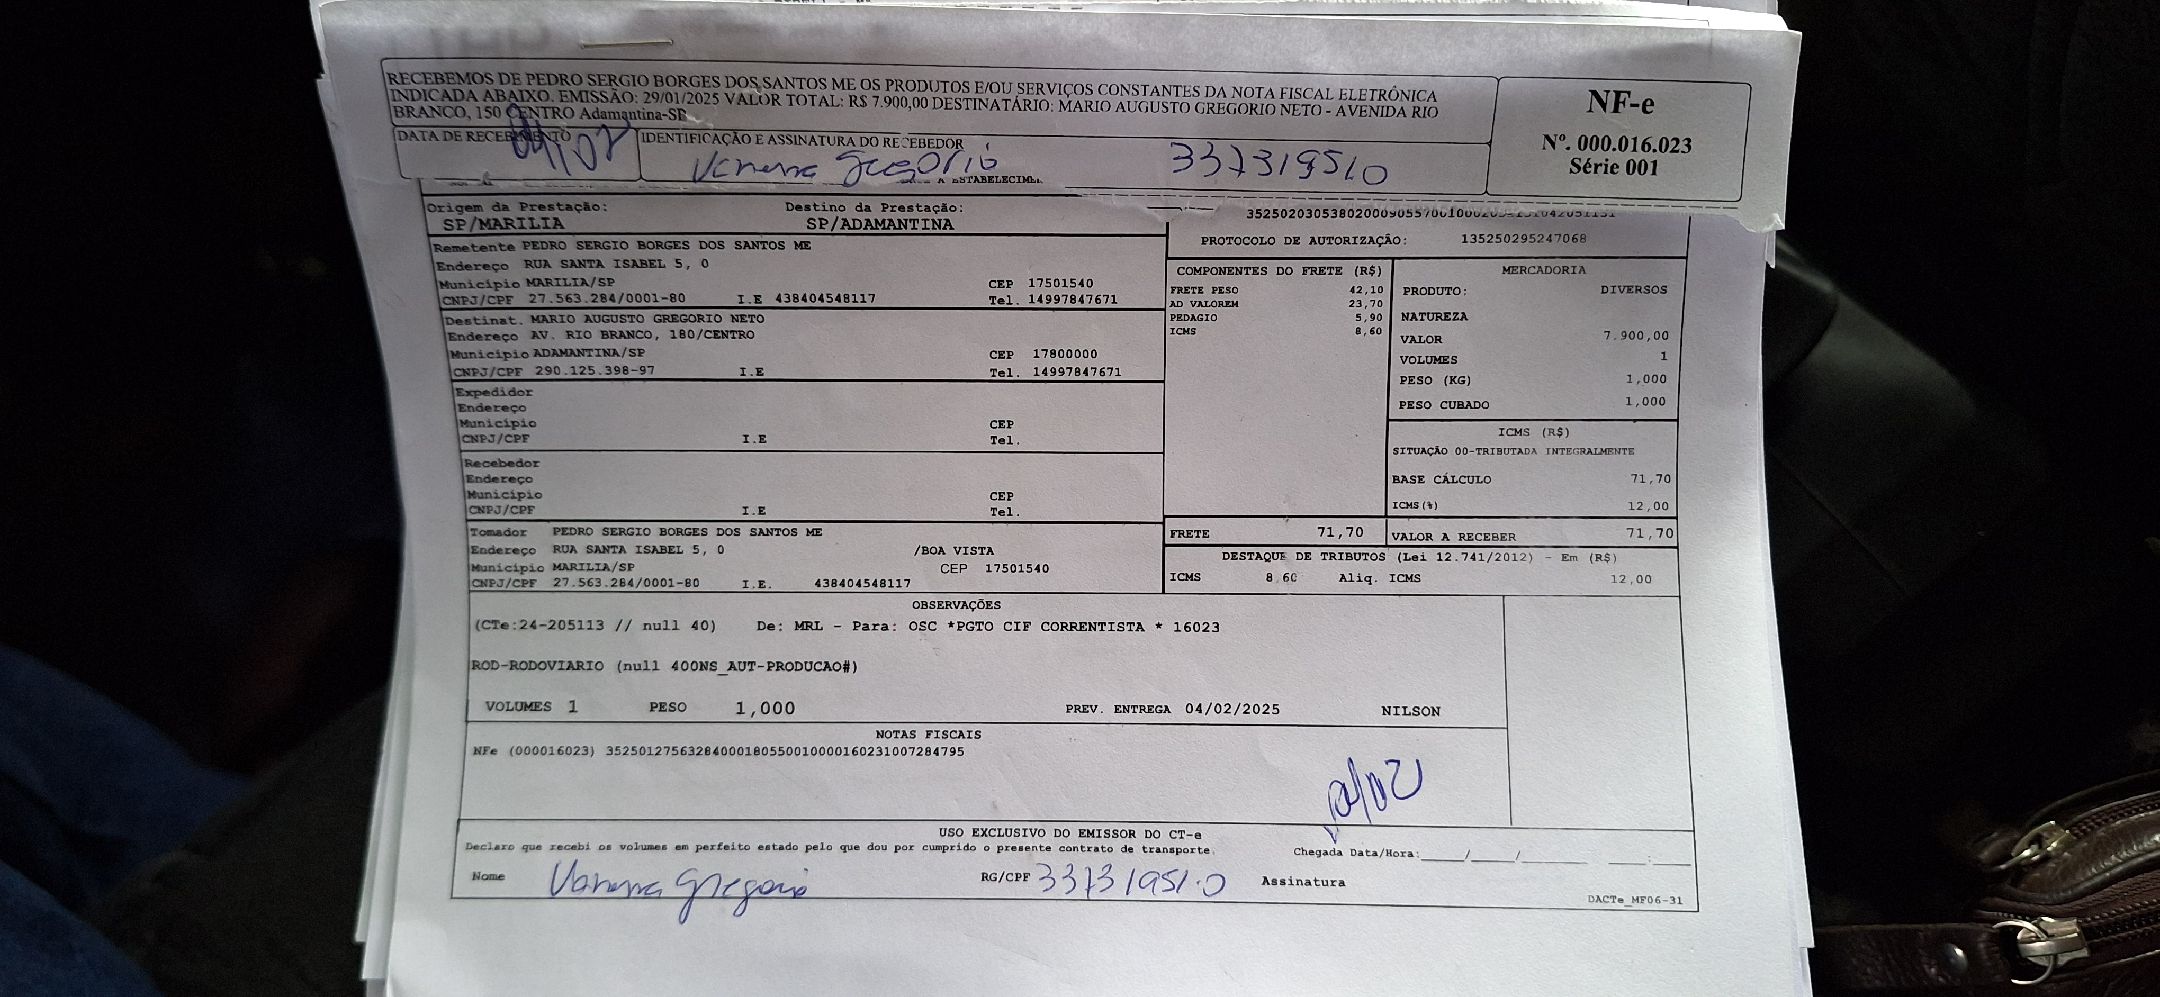 RECEBEMOS DE PEDRO SERGIO BORGES DOS SANTOS ME OS PRODUTOS E/OU SERVIÇOS CONSTANTES DA NOTA FISCAL ELETRÔNICA
INDICADA ABAIXO. EMISSÃO: 29/01/2025 VALOR TOTAL: R$ 7.900,00 DESTINATÁRIO: MARIO AUGUSTO GREGORIO NETO - AVENIDA RIO
BRANCO, 150 CENTRO Adamantina-SP
NF-e
Nº. 000.016.023
Série 001
DATA DE RECEBIMENTO
04/02
IDENTIFICAÇÃO E ASSINATURA DO RECEBEDOR
Vanessa Gregorio 337319510
Origem da Prestação: Destino da Prestação:
SP/MARILIA SP/ADAMANTINA
PROTOCOLO DE AUTORIZAÇÃO: 135250295247068
Remetente PEDRO SERGIO BORGES DOS SANTOS ME
Endereço RUA SANTA ISABEL 5, 0
Município MARILIA/SP CEP 17501540
CNPJ/CPF 27.563.284/0001-80 I.E 438404548117 Tel. 14997847671
Destinat. MARIO AUGUSTO GREGORIO NETO
Endereço AV. RIO BRANCO, 180/CENTRO
Município ADAMANTINA/SP CEP 17800000
CNPJ/CPF 290.125.398-97 I.E Tel. 14997847671
Expedidor
Endereço
Município CEP
CNPJ/CPF I.E Tel.
Recebedor
Endereço
Município CEP
CNPJ/CPF I.E Tel.
Tomador PEDRO SERGIO BORGES DOS SANTOS ME
Endereço RUA SANTA ISABEL 5, 0 /BOA VISTA
Município MARILIA/SP CEP 17501540
CNPJ/CPF 27.563.284/0001-80 I.E. 438404548117
COMPONENTES DO FRETE (R$)
FRETE PESO 42,10
AD VALOREM 23,70
PEDAGIO 5,90
ICMS 8,60
MERCADORIA
PRODUTO: DIVERSOS
NATUREZA
VALOR 7.900,00
VOLUMES 1
PESO (KG) 1,000
PESO CUBADO 1,000
ICMS (R$)
SITUAÇÃO 00-TRIBUTADA INTEGRALMENTE
BASE CÁLCULO 71,70
ICMS(%) 12,00
FRETE 71,70 VALOR A RECEBER 71,70
DESTAQUE DE TRIBUTOS (Lei 12.741/2012) - Em (R$)
ICMS 8,60 Aliq. ICMS 12,00
OBSERVAÇÕES
(CTe:24-205113 // null 40) De: MRL - Para: OSC *PGTO CIF CORRENTISTA * 16023
ROD-RODOVIARIO (null 400NS_AUT-PRODUCAO#)
VOLUMES 1 PESO 1,000 PREV. ENTREGA 04/02/2025 NILSON
NOTAS FISCAIS
NFe (000016023) 35250127563284000180550010000160231007284795
04/02
USO EXCLUSIVO DO EMISSOR DO CT-e
Declaro que recebi os volumes em perfeito estado pelo que dou por cumprido o presente contrato de transporte. Chegada Data/Hora:____/____/______ ___:___
Nome Vanessa Gregorio RG/CPF 337319510 Assinatura
DACTe_MF06-31